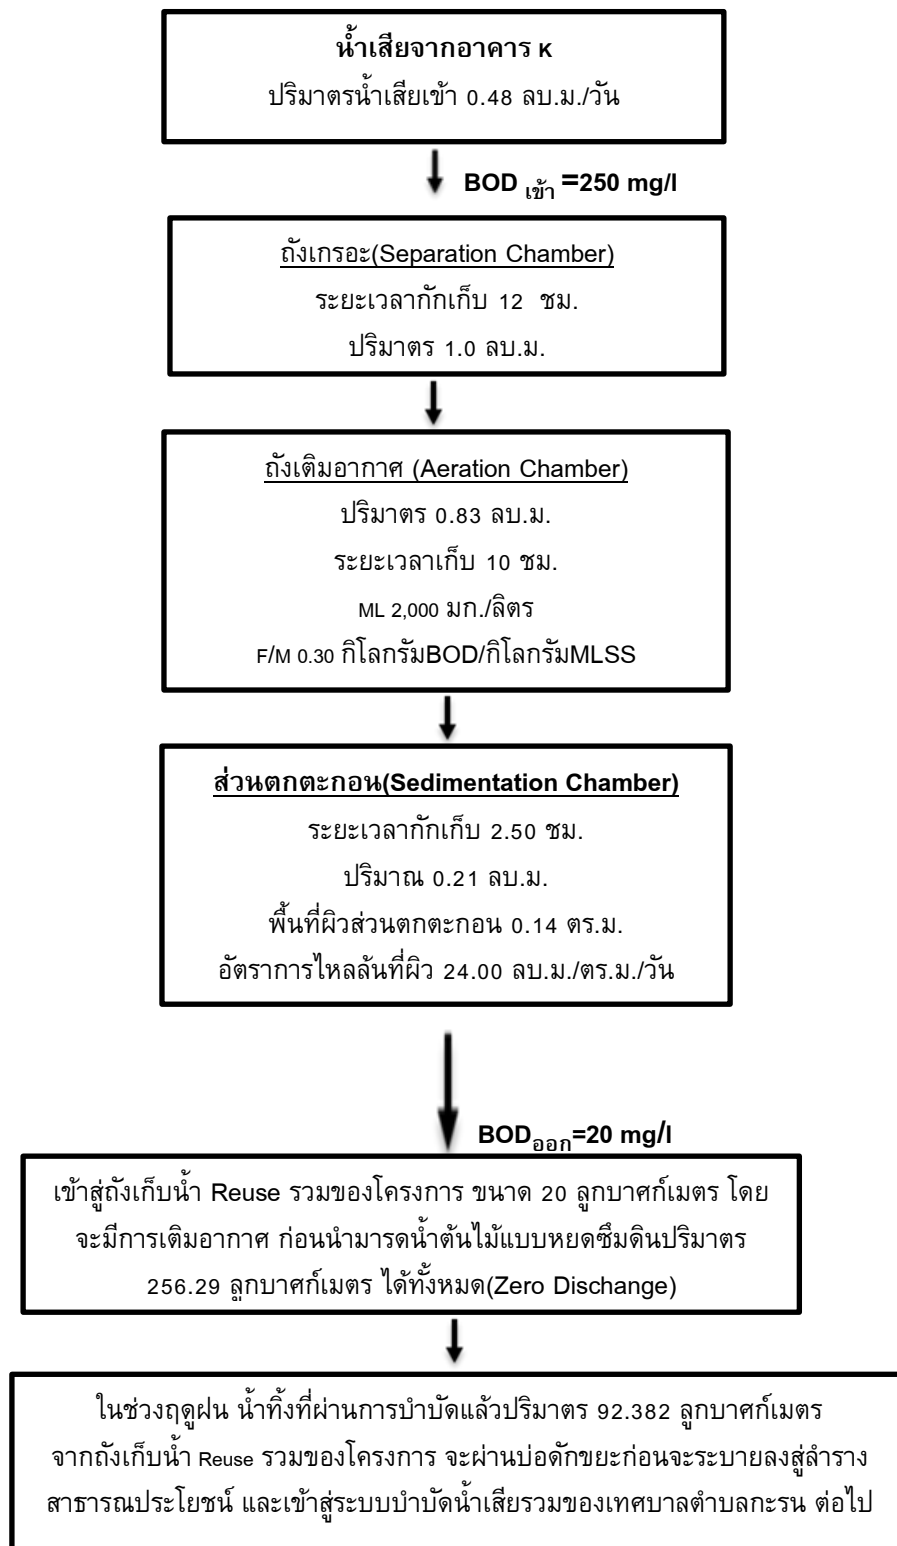 น้ำเสียจากอาคาร K
ปริมาตรน้ำเสียเข้า 0.48 ลบ.ม./วัน
BOD เข้า =250 mg/l
ถังเกรอะ(Separation Chamber)
ระยะเวลากักเก็บ 12 ชม.
ปริมาตร 1.0 ลบ.ม.
ถังเติมอากาศ (Aeration Chamber)
ปริมาตร 0.83 ลบ.ม.
ระยะเวลาเก็บ 10 ชม.
ML 2,000 มก./ลิตร
F/M 0.30 กิโลกรัมBOD/กิโลกรัมMLSS
ส่วนตกตะกอน(Sedimentation Chamber)
ระยะเวลากักเก็บ 2.50 ชม.
ปริมาณ 0.21 ลบ.ม.
พื้นที่ผิวส่วนตกตะกอน 0.14 ตร.ม.
อัตราการไหลล้นที่ผิว 24.00 ลบ.ม./ตร.ม./วัน
BODออก=20 mg/l
เข้าสู่ถังเก็บน้ำ Reuse รวมของโครงการ ขนาด 20 ลูกบาศก์เมตร โดย
จะมีการเติมอากาศ ก่อนนำมารดน้ำต้นไม้แบบหยดซึมดินปริมาตร
256.29 ลูกบาศก์เมตร ได้ทั้งหมด(Zero Dischange)
ในช่วงฤดูฝน น้ำทิ้งที่ผ่านการบำบัดแล้วปริมาตร 92.382 ลูกบาศก์เมตร
จากถังเก็บน้ำ Reuse รวมของโครงการ จะผ่านบ่อดักขยะก่อนจะระบายลงสู่ลำราง
สาธารณประโยชน์ และเข้าสู่ระบบบำบัดน้ำเสียรวมของเทศบาลตำบลกะรน ต่อไป